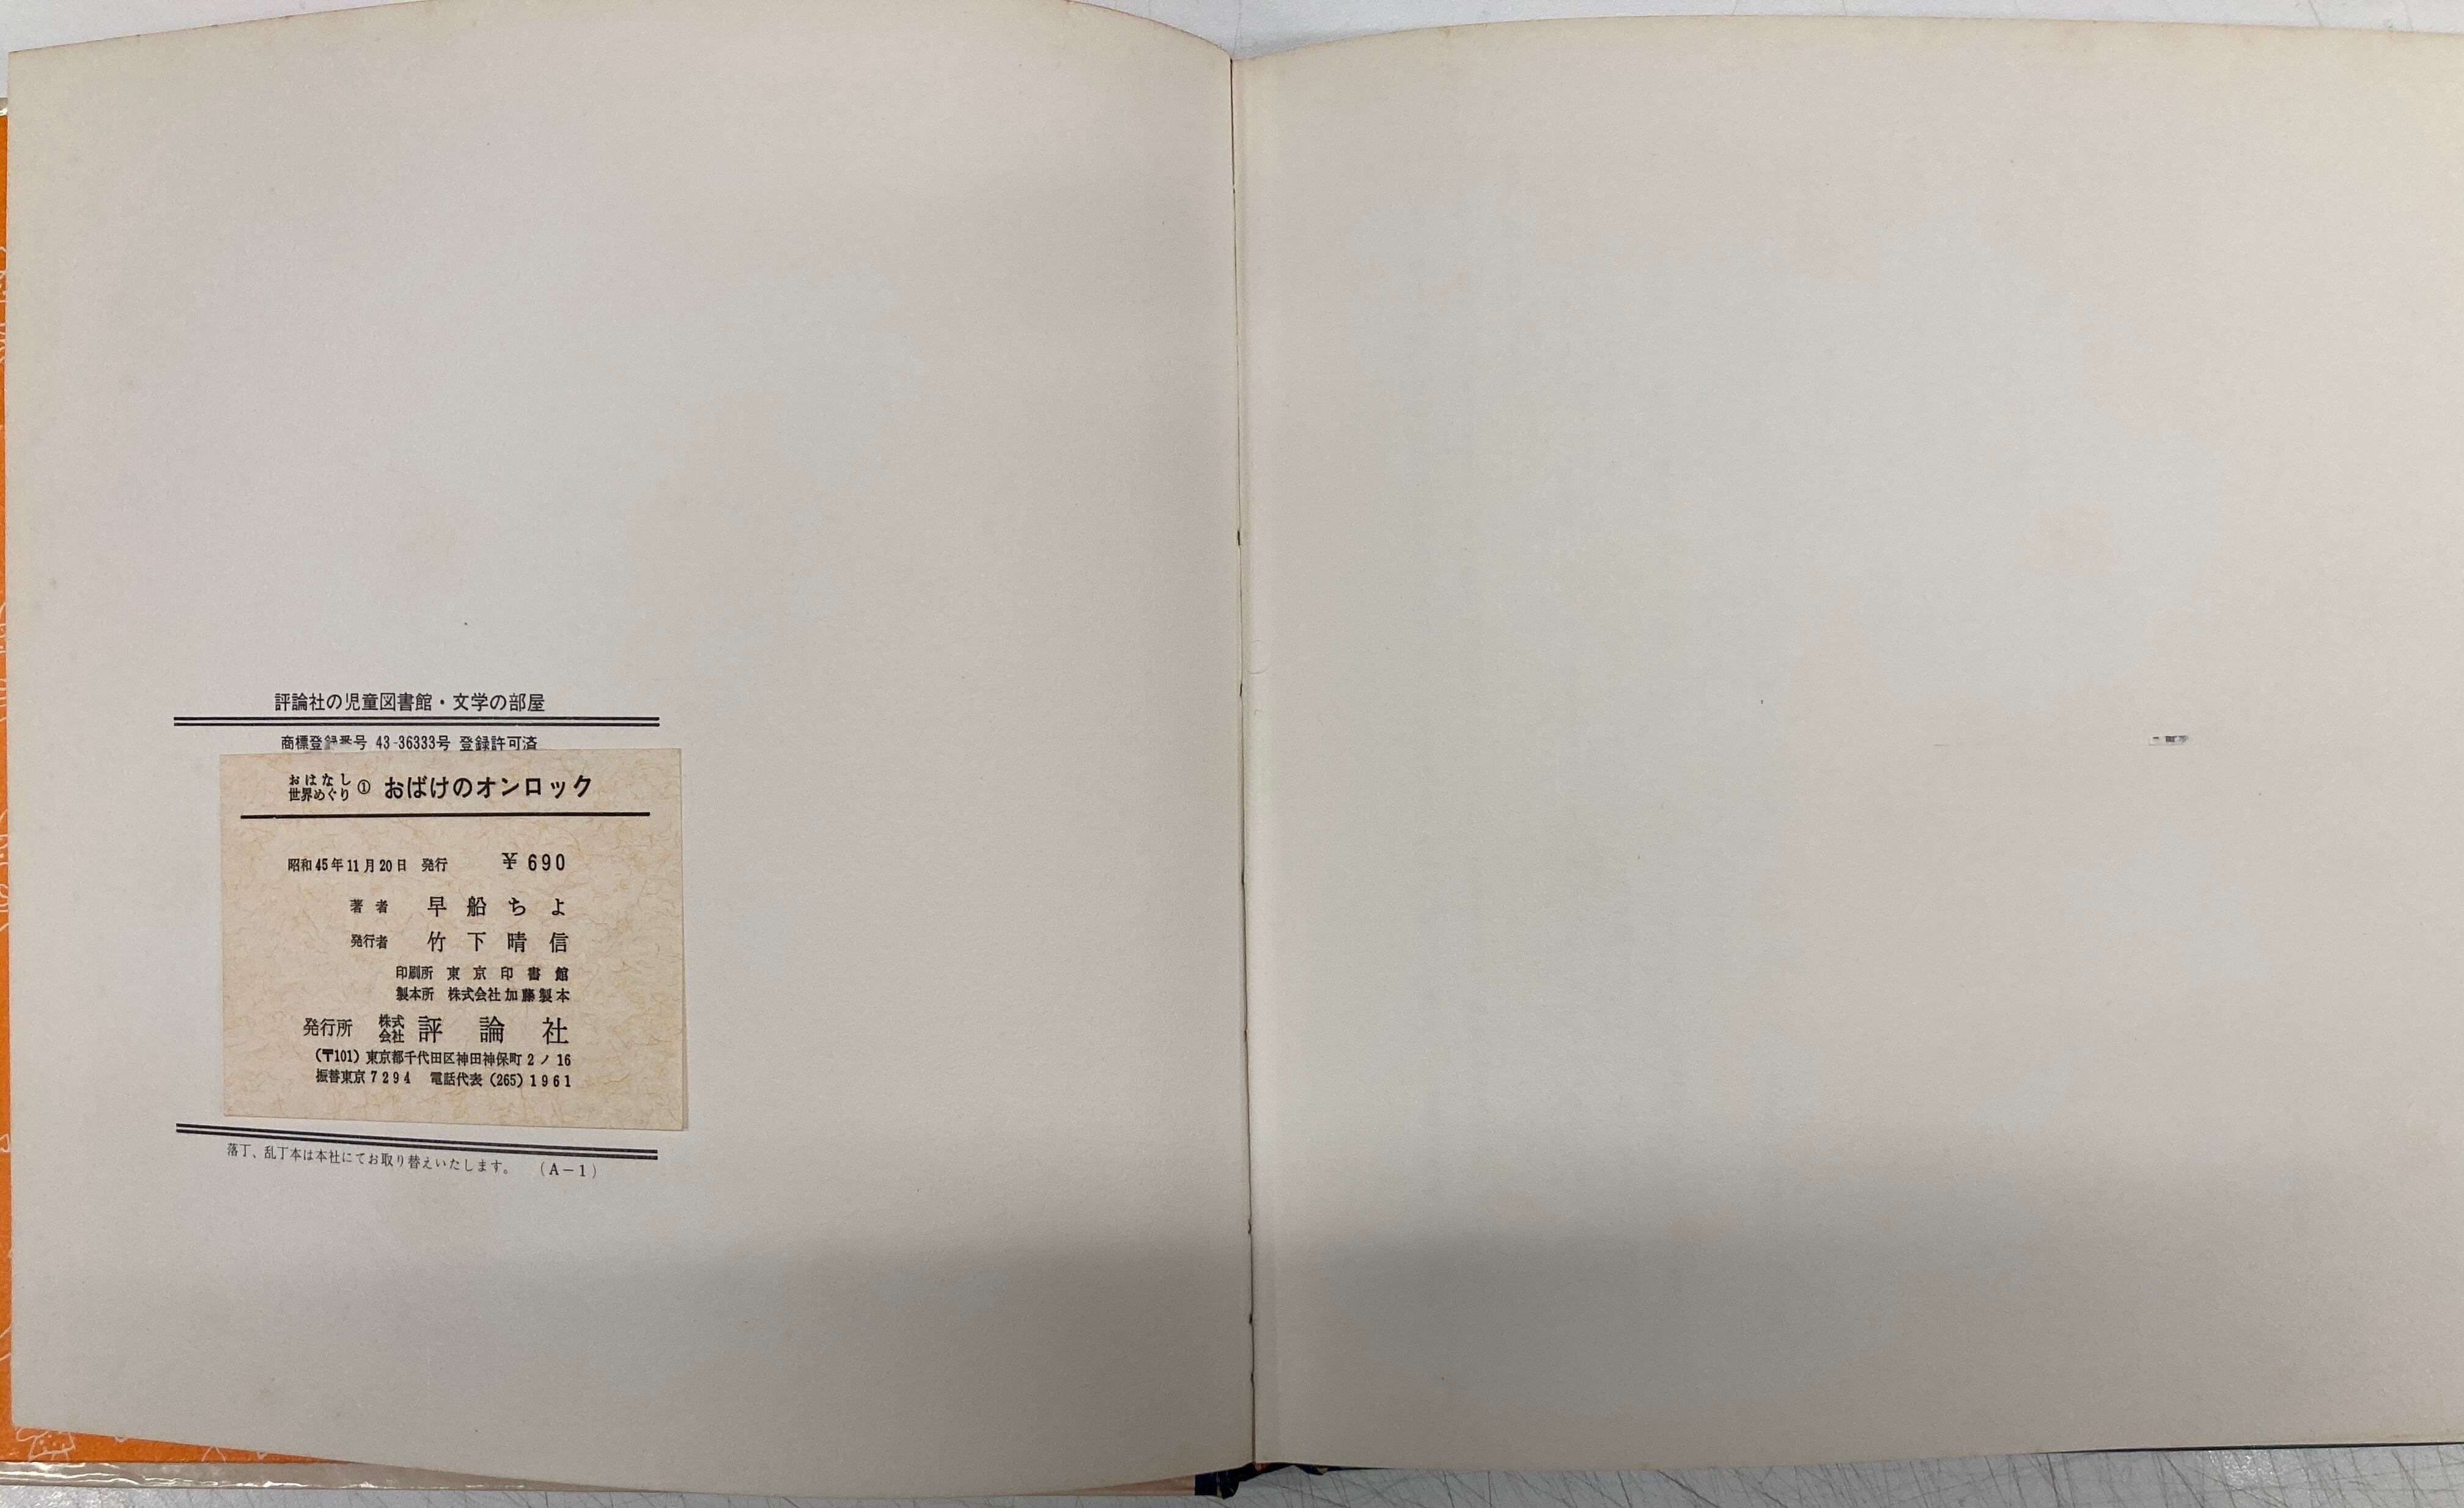 評論社の児童図書館・文学の部屋
商標登録番号 43-36333号 登録許可済
おはなし世界めぐり① おばけのオンロック
昭和45年11月20日 発行 ¥690
著者 早船ちよ
発行者 竹下晴信
印刷所 東京印書館
製本所 株式会社加藤製本
発行所 株式会社 評論社
(〒101) 東京都千代田区神田神保町2ノ16
振替東京7294 電話代表(265)1961
落丁、乱丁本は本社にてお取り替えいたします。 (A-1)